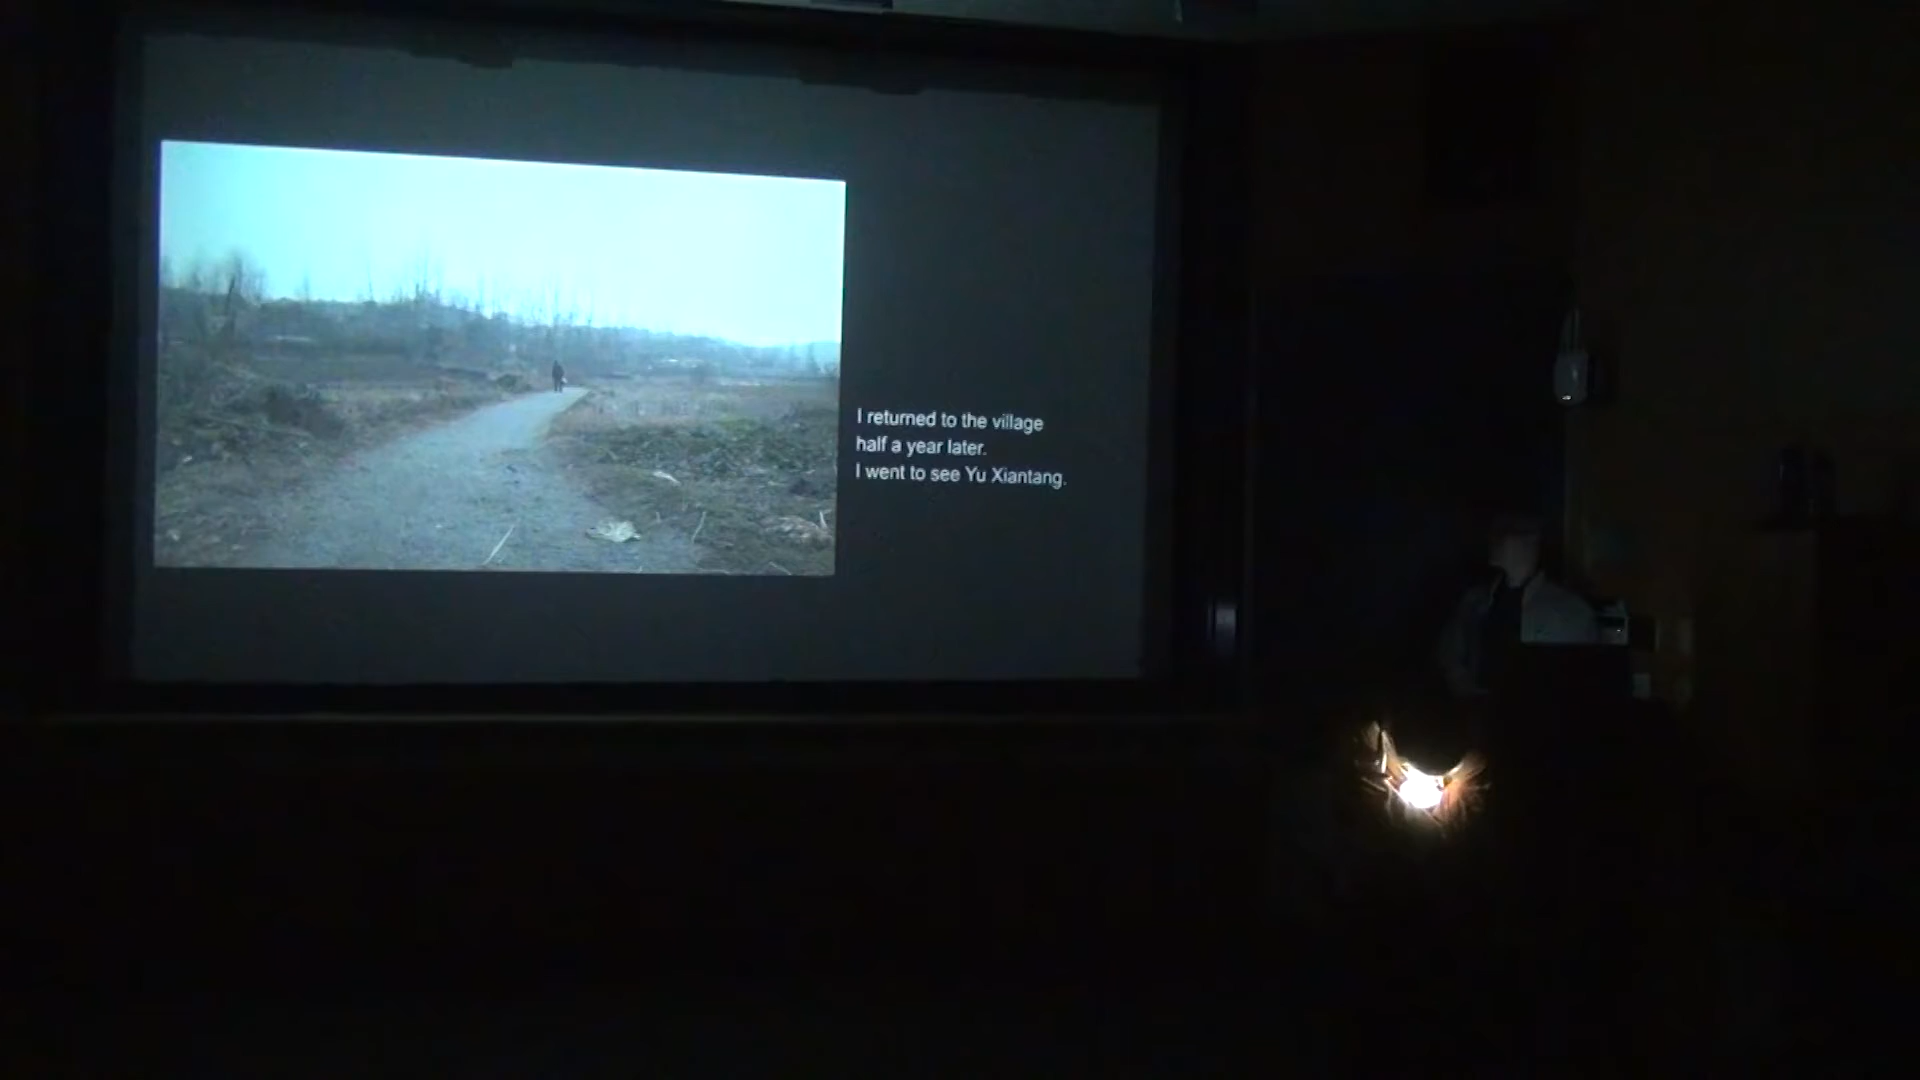 I returned to the village
half a year later.
I went to see Yu Xiantang.